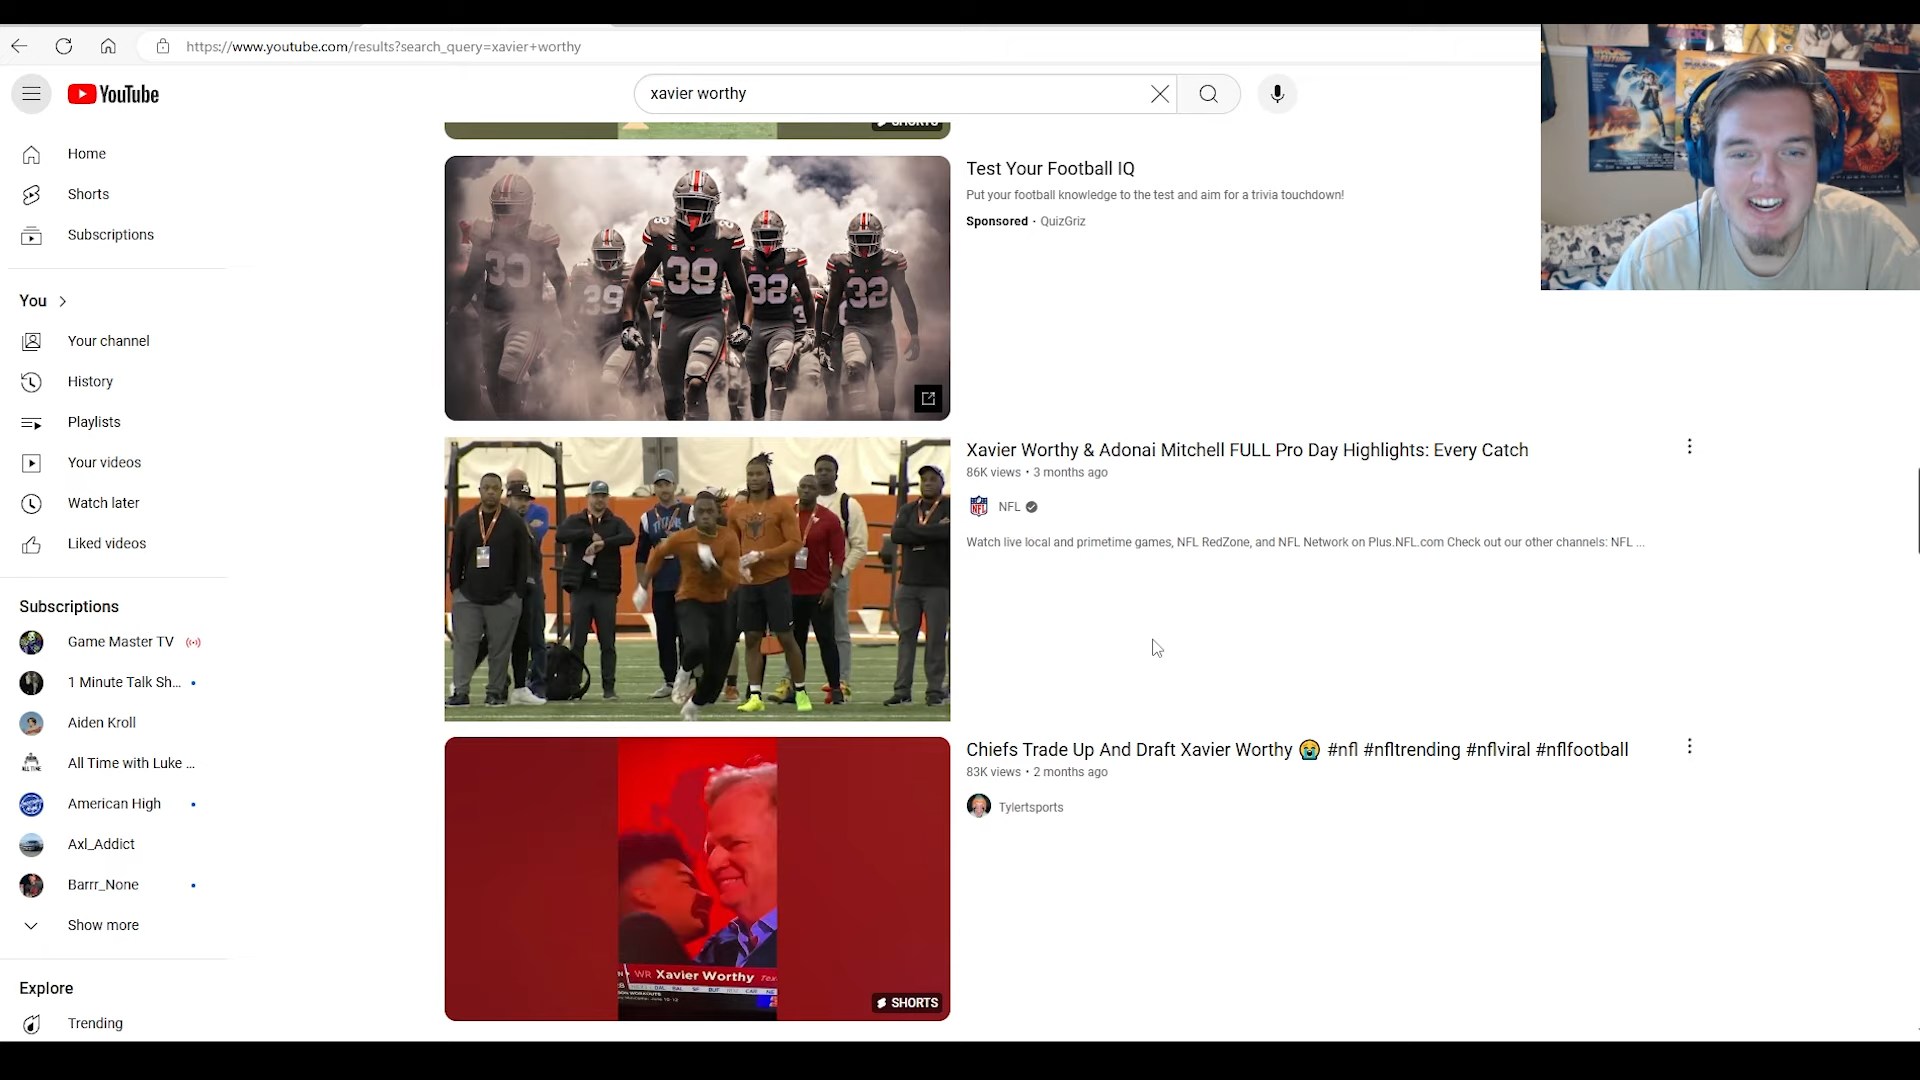 https://www.youtube.com/results?search_query=xavier+worthy
YouTube
xavier worthy
Home
Shorts
Subscriptions
You
Your channel
History
Playlists
Your videos
Watch later
Liked videos
Subscriptions
Game Master TV
1 Minute Talk Sh...
Aiden Kroll
All Time with Luke ...
American High
Axl_Addict
Barrr_None
Show more
Explore
Trending
SHORTS
39
32
32
Test Your Football IQ
Put your football knowledge to the test and aim for a trivia touchdown!
Sponsored · QuizGriz
TITANS
Xavier Worthy & Adonai Mitchell FULL Pro Day Highlights: Every Catch
86K views • 3 months ago
NFL
Watch live local and primetime games, NFL RedZone, and NFL Network on Plus.NFL.com Check out our other channels: NFL ...
WR Xavier Worthy
SHORTS
Chiefs Trade Up And Draft Xavier Worthy 😭 #nfl #nfltrending #nflviral #nflfootball
83K views • 2 months ago
Tylertsports